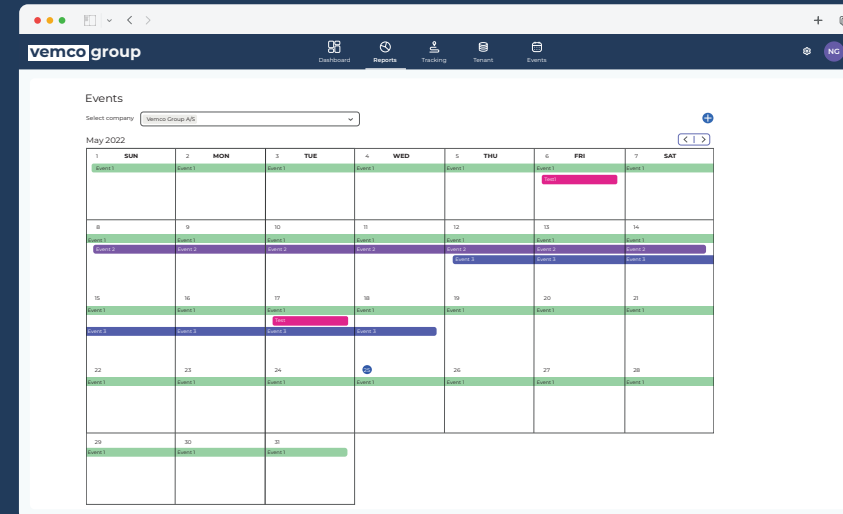 vemco group
Dashboard Reports Tracking Tenant Events
NG
Events
Select company Vemco Group A/S
May 2022
1 SUN 2 MON 3 TUE 4 WED 5 THU 6 FRI 7 SAT
Event 1 Event 1 Event 1 Event 1 Event 1 Event 1 Event 1
Test1
8 9 10 11 12 13 14
Event 1 Event 1 Event 1 Event 1 Event 1 Event 1 Event 1
Event 2 Event 2 Event 2 Event 2 Event 2 Event 2 Event 2
Event 3 Event 3 Event 3
15 16 17 18 19 20 21
Event 1 Event 1 Event 1 Event 1 Event 1 Event 1 Event 1
Test
Event 3 Event 3 Event 3 Event 3
22 23 24 25 26 27 28
Event 1 Event 1 Event 1 Event 1 Event 1 Event 1 Event 1
29 30 31
Event 1 Event 1 Event 1